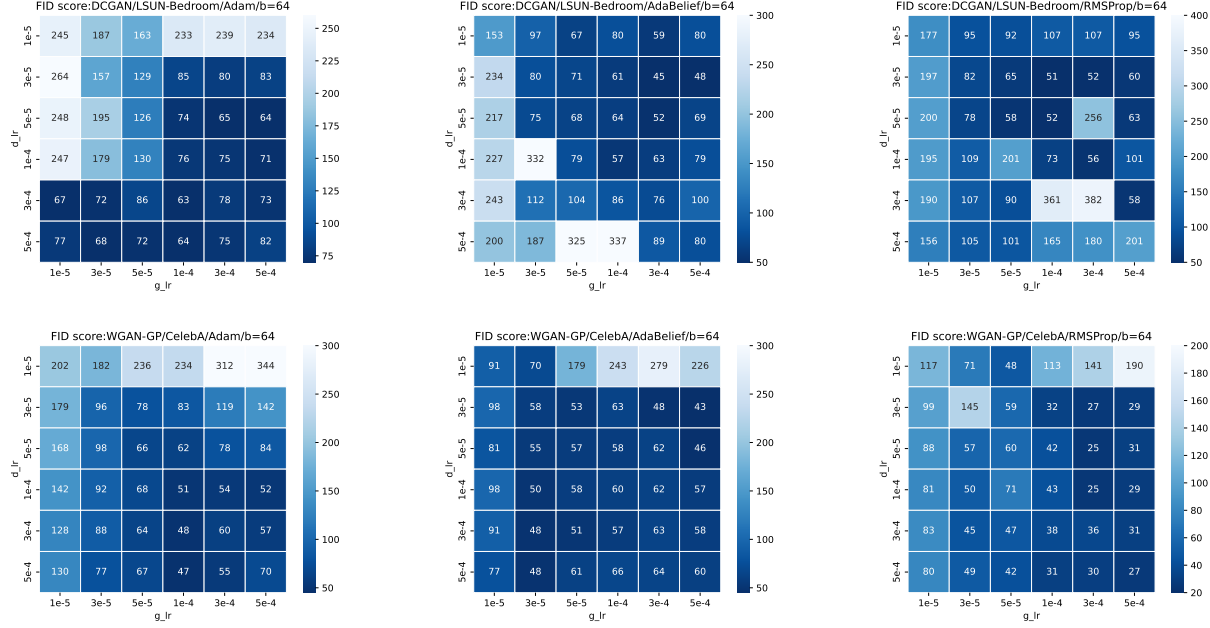 FID score:DCGAN/LSUN-Bedroom/Adam/b=64
1e-5 245 187 163 233 239 234
3e-5 264 157 129 85 80 83
5e-5 248 195 126 74 65 64
1e-4 247 179 130 76 75 71
3e-4 67 72 86 63 78 73
5e-4 77 68 72 64 75 82
1e-5 3e-5 5e-5 1e-4 3e-4 5e-4
g_lr
d_lr
250
225
200
175
150
125
100
75
FID score:DCGAN/LSUN-Bedroom/AdaBelief/b=64
1e-5 153 97 67 80 59 80
3e-5 234 80 71 61 45 48
5e-5 217 75 68 64 52 69
1e-4 227 332 79 57 63 79
3e-4 243 112 104 86 76 100
5e-4 200 187 325 337 89 80
1e-5 3e-5 5e-5 1e-4 3e-4 5e-4
g_lr
d_lr
300
250
200
150
100
50
FID score:DCGAN/LSUN-Bedroom/RMSProp/b=64
1e-5 177 95 92 107 107 95
3e-5 197 82 65 51 52 60
5e-5 200 78 58 52 256 63
1e-4 195 109 201 73 56 101
3e-4 190 107 90 361 382 58
5e-4 156 105 101 165 180 201
1e-5 3e-5 5e-5 1e-4 3e-4 5e-4
g_lr
d_lr
400
350
300
250
200
150
100
50
FID score:WGAN-GP/CelebA/Adam/b=64
1e-5 202 182 236 234 312 344
3e-5 179 96 78 83 119 142
5e-5 168 98 66 62 78 84
1e-4 142 92 68 51 54 52
3e-4 128 88 64 48 60 57
5e-4 130 77 67 47 55 70
1e-5 3e-5 5e-5 1e-4 3e-4 5e-4
g_lr
d_lr
300
250
200
150
100
50
FID score:WGAN-GP/CelebA/AdaBelief/b=64
1e-5 91 70 179 243 279 226
3e-5 98 58 53 63 48 43
5e-5 81 55 58 58 62 46
1e-4 98 50 58 60 62 57
3e-4 91 48 51 57 63 58
5e-4 77 48 61 66 64 60
1e-5 3e-5 5e-5 1e-4 3e-4 5e-4
g_lr
d_lr
300
250
200
150
100
50
FID score:WGAN-GP/CelebA/RMSProp/b=64
1e-5 117 71 48 113 141 190
3e-5 99 145 59 32 27 29
5e-5 88 57 60 42 25 31
1e-4 81 50 71 43 25 29
3e-4 83 45 47 38 36 31
5e-4 80 49 42 31 30 27
1e-5 3e-5 5e-5 1e-4 3e-4 5e-4
g_lr
d_lr
200
180
160
140
120
100
80
60
40
20